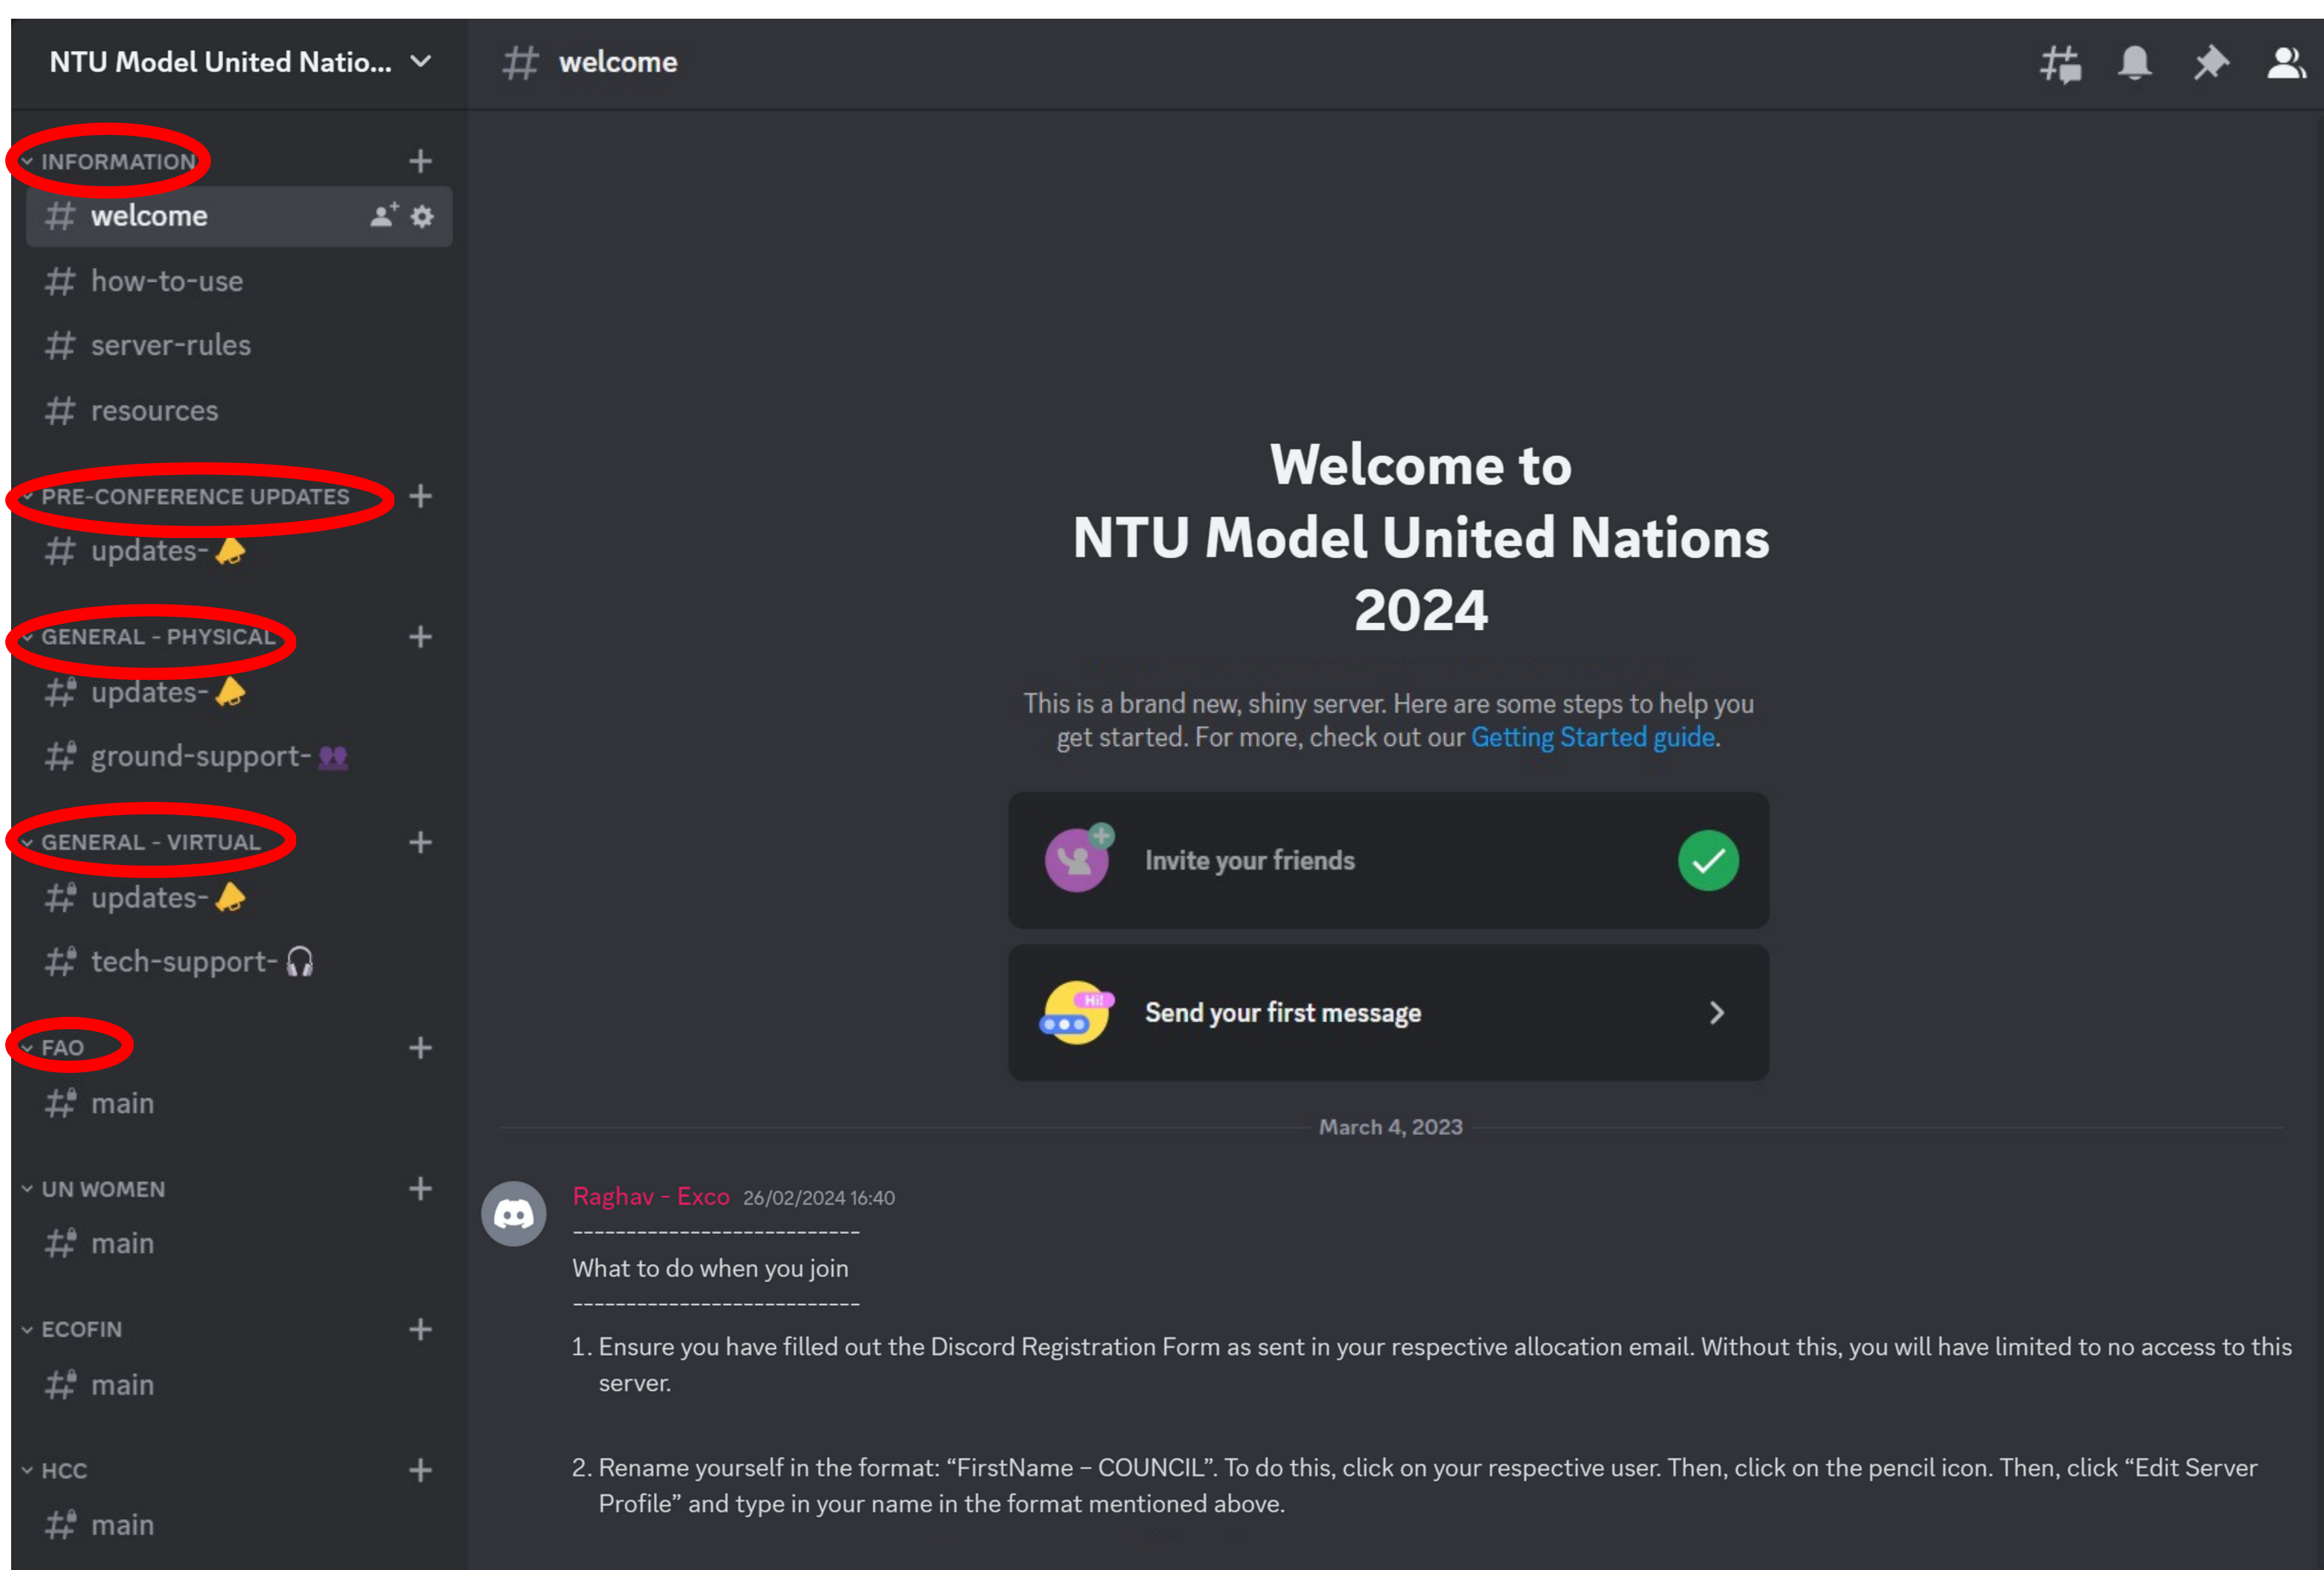 NTU Model United Natio...
INFORMATION
welcome
how-to-use
server-rules
resources
PRE-CONFERENCE UPDATES
updates-
GENERAL - PHYSICAL
updates-
ground-support-
GENERAL - VIRTUAL
updates-
tech-support-
FAO
main
UN WOMEN
main
ECOFIN
main
HCC
main
# welcome
Welcome to
NTU Model United Nations
2024
This is a brand new, shiny server. Here are some steps to help you
get started. For more, check out our Getting Started guide.
Invite your friends
Hi!
Send your first message
March 4, 2023
Raghav - Exco 26/02/2024 16:40
---------------------------
What to do when you join
---------------------------
1. Ensure you have filled out the Discord Registration Form as sent in your respective allocation email. Without this, you will have limited to no access to this
server.
2. Rename yourself in the format: “FirstName – COUNCIL”. To do this, click on your respective user. Then, click on the pencil icon. Then, click “Edit Server
Profile” and type in your name in the format mentioned above.